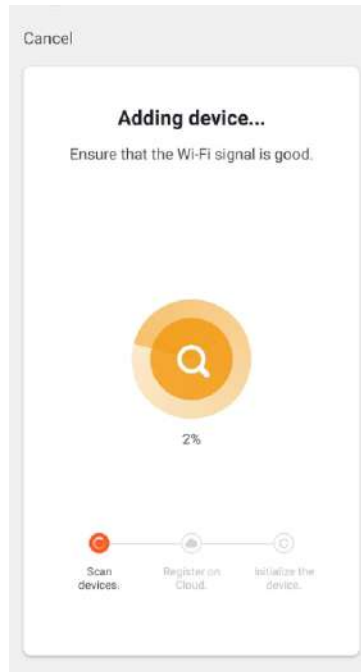 Cancel
Adding device...
Ensure that the Wi-Fi signal is good.
2%
Scan
devices.
Register on
Cloud.
Initialize the
device.